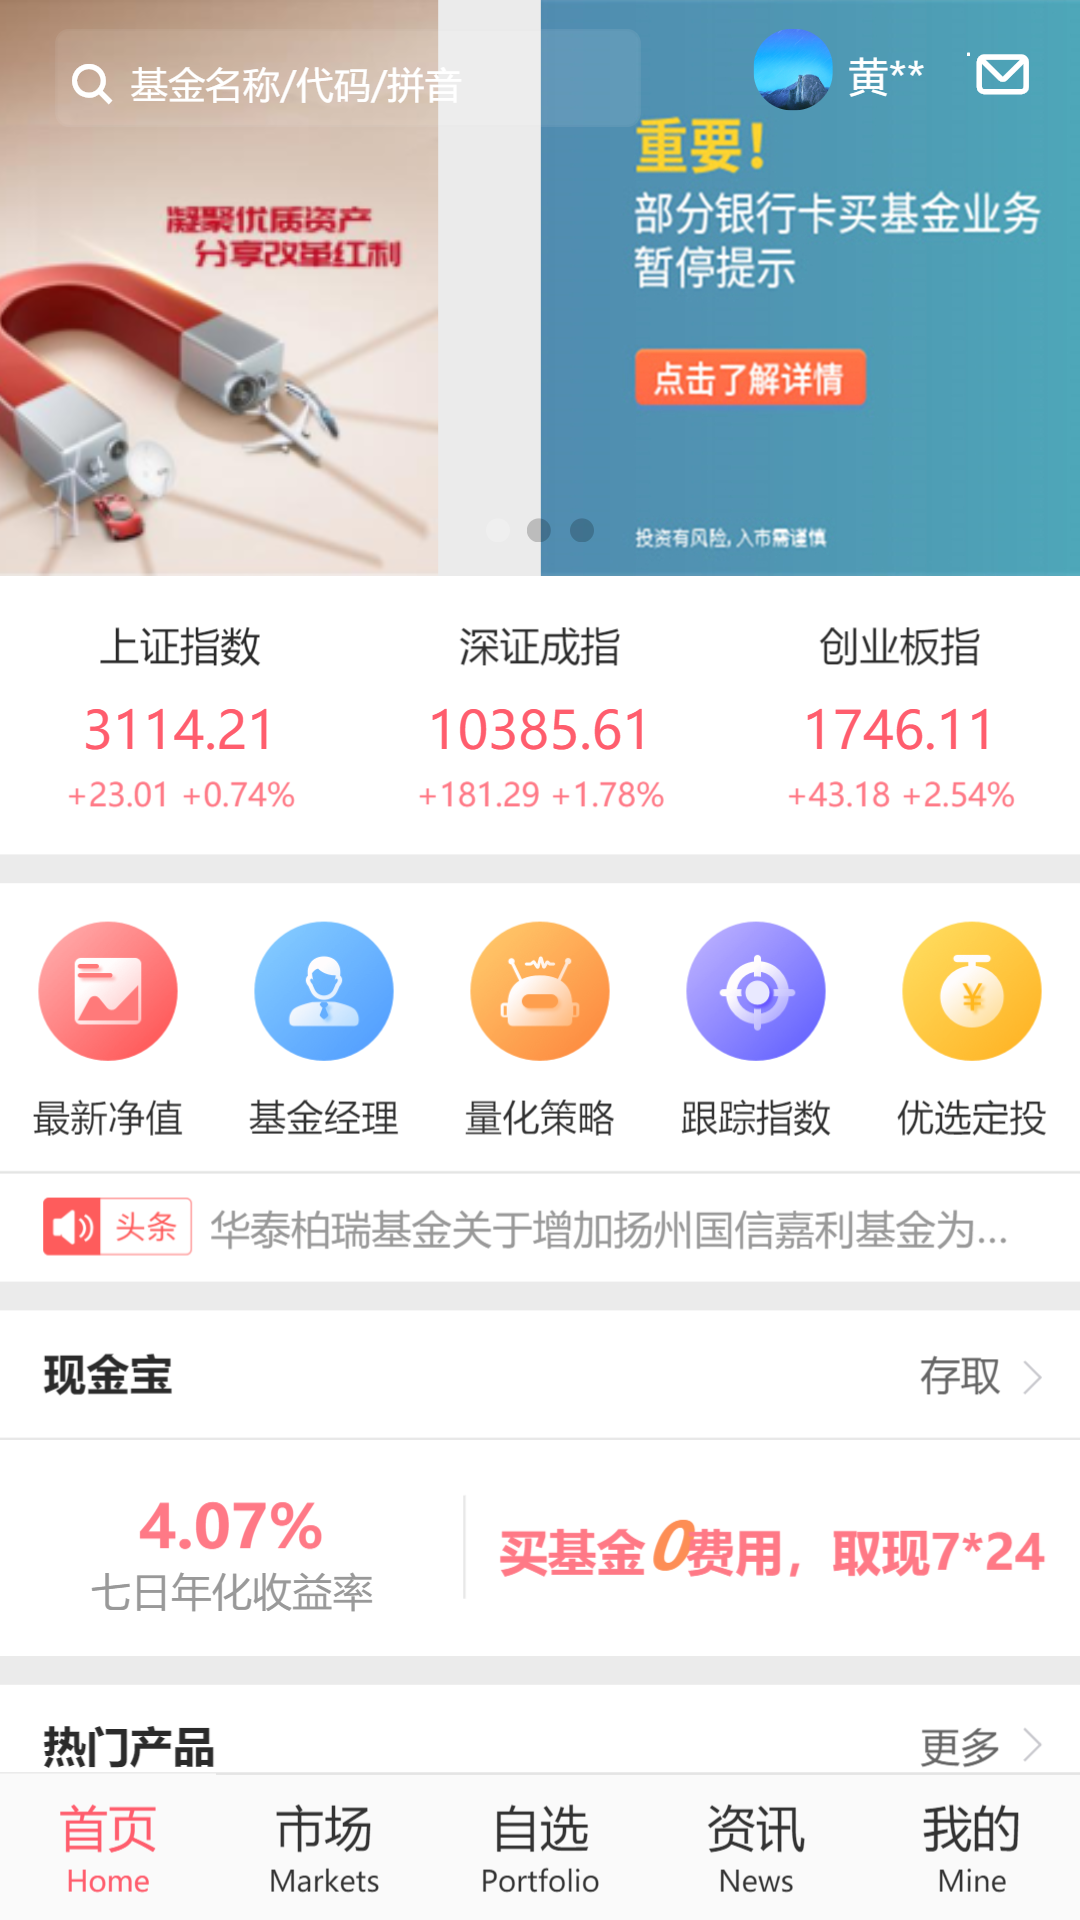 基金名称/代码/拼音
黄**
凝聚优质资产
分享改革红利
重要!
部分银行卡买基金业务
暂停提示
点击了解详情
投资有风险,入市需谨慎
上证指数 深证成指 创业板指
3114.21 10385.61 1746.11
+23.01 +0.74% +181.29 +1.78% +43.18 +2.54%
¥
最新净值 基金经理 量化策略 跟踪指数 优选定投
头条 华泰柏瑞基金关于增加扬州国信嘉利基金为...
现金宝 存取
4.07%
七日年化收益率
买基金0费用，取现7*24
热门产品 更多
首页 市场 自选 资讯 我的
Home Markets Portfolio News Mine